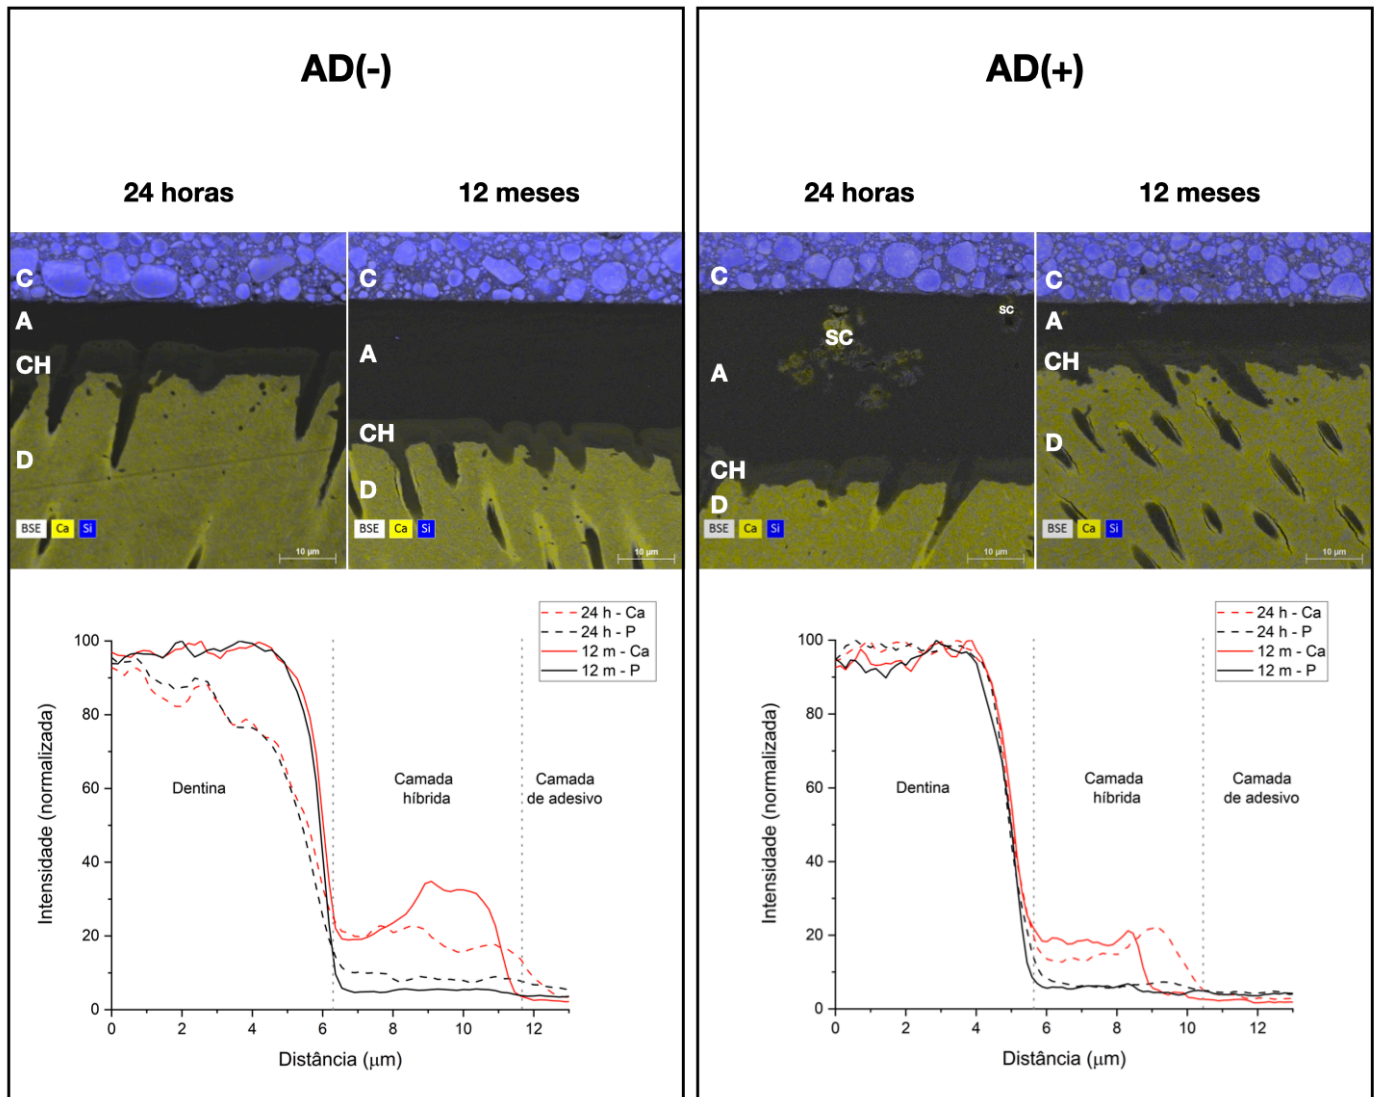 AD(-)
24 horas
12 meses
C
A
CH
D
BSE Ca Si
10 µm
C
A
CH
D
BSE Ca Si
10 µm
24 h - Ca
24 h - P
12 m - Ca
12 m - P
Intensidade (normalizada)
100
80
60
40
20
0
Dentina
Camada
híbrida
Camada
de adesivo
0 2 4 6 8 10 12
Distância (µm)
AD(+)
24 horas
12 meses
C
SC
SC
A
CH
D
BSE Ca Si
10 µm
C
A
CH
D
BSE Ca Si
10 µm
24 h - Ca
24 h - P
12 m - Ca
12 m - P
Intensidade (normalizada)
100
80
60
40
20
0
Dentina
Camada
híbrida
Camada
de adesivo
0 2 4 6 8 10 12
Distância (µm)